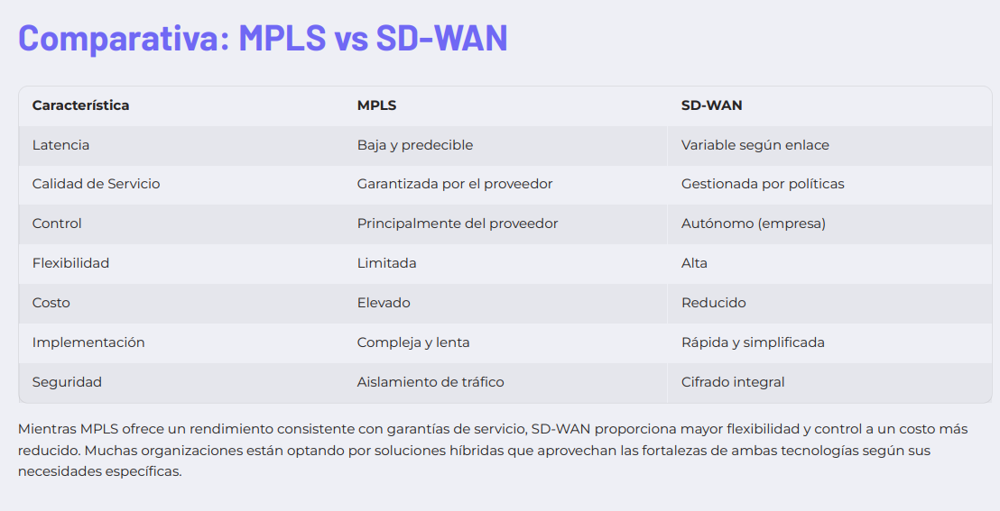 Comparativa: MPLS vs SD-WAN
Característica MPLS SD-WAN
Latencia Baja y predecible Variable según enlace
Calidad de Servicio Garantizada por el proveedor Gestionada por políticas
Control Principalmente del proveedor Autónomo (empresa)
Flexibilidad Limitada Alta
Costo Elevado Reducido
Implementación Compleja y lenta Rápida y simplificada
Seguridad Aislamiento de tráfico Cifrado integral
Mientras MPLS ofrece un rendimiento consistente con garantías de servicio, SD-WAN proporciona mayor flexibilidad y control a un costo más
reducido. Muchas organizaciones están optando por soluciones híbridas que aprovechan las fortalezas de ambas tecnologías según sus
necesidades específicas.